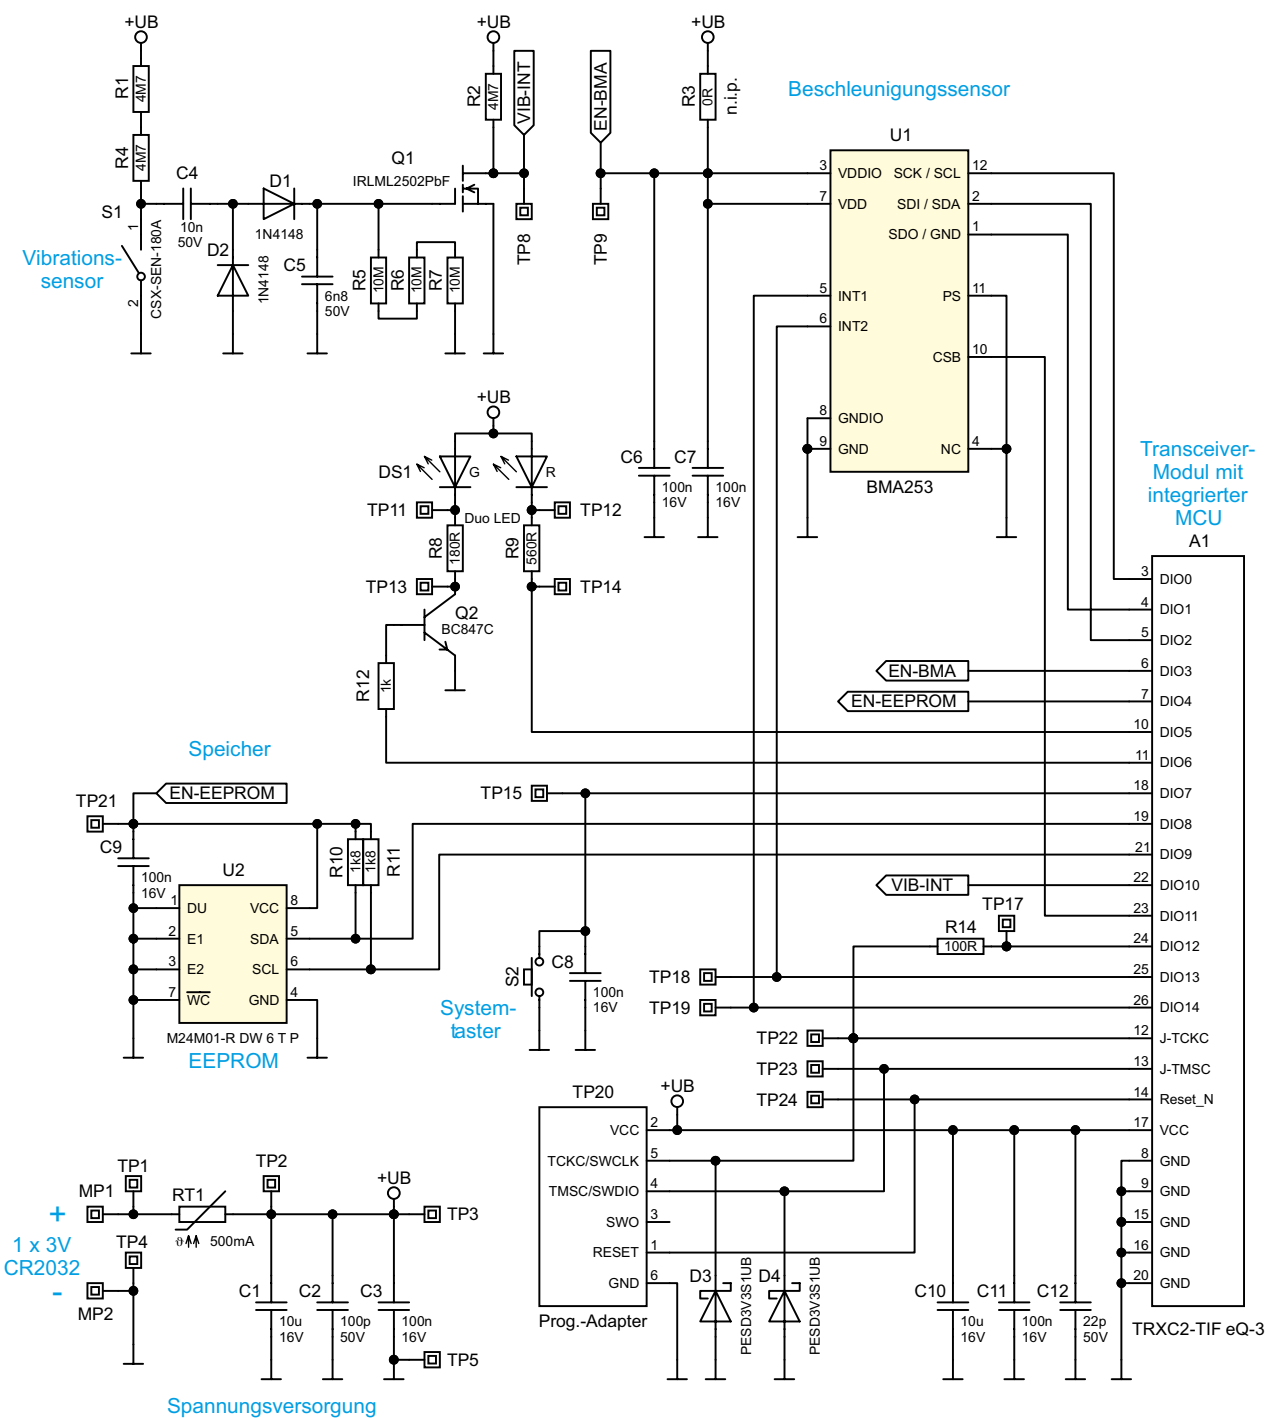 +UB
R1
4M7
R4
4M7
S1
1
2
CSX-SEN-180A
Vibrations-
sensor
C4
10n
50V
D1
1N4148
D2
1N4148
C5
6n8
50V
Q1
IRLML2502PbF
R5
10M
R6
10M
R7
10M
+UB
R2
4M7
VIB-INT
TP8
EN-BMA
TP9
+UB
R3
0R
n.i.p.
Beschleunigungssensor
U1
3 VDDIO SCK / SCL 12
7 VDD SDI / SDA 2
SDO / GND 1
5 INT1 PS 11
6 INT2
CSB 10
8 GNDIO
9 GND NC 4
BMA253
C6
100n
16V
C7
100n
16V
+UB
DS1
G
R
TP11
Duo LED
TP12
R8
180R
R9
560R
TP13
TP14
Q2
BC847C
R12
1k
Transceiver-
Modul mit
integrierter
MCU
A1
3 DIO0
4 DIO1
5 DIO2
EN-BMA
6 DIO3
EN-EEPROM
7 DIO4
10 DIO5
11 DIO6
TP15
18 DIO7
19 DIO8
21 DIO9
VIB-INT
22 DIO10
23 DIO11
TP17
R14
100R
24 DIO12
TP18
25 DIO13
TP19
26 DIO14
TP22
12 J-TCKC
TP23
13 J-TMSC
TP24
14 Reset_N
17 VCC
8 GND
9 GND
15 GND
16 GND
20 GND
TRXC2-TIF eQ-3
Speicher
EN-EEPROM
TP21
C9
100n
16V
R10
1k8
R11
1k8
U2
1 DU VCC 8
2 E1 SDA 5
3 E2 SCL 6
7 WC GND 4
M24M01-R DW 6 T P
EEPROM
System-
taster
S2
C8
100n
16V
TP20
+UB
VCC 2
TCKC/SWCLK 5
TMSC/SWDIO 4
SWO 3
RESET 1
GND 6
Prog.-Adapter
D3
PESD3V3S1UB
D4
PESD3V3S1UB
C10
10u
16V
C11
100n
16V
C12
22p
50V
MP1
TP1
RT1
ϑ
500mA
TP2
+UB
TP3
+
1 x 3V
CR2032
-
MP2
TP4
C1
10u
16V
C2
100p
50V
C3
100n
16V
TP5
Spannungsversorgung